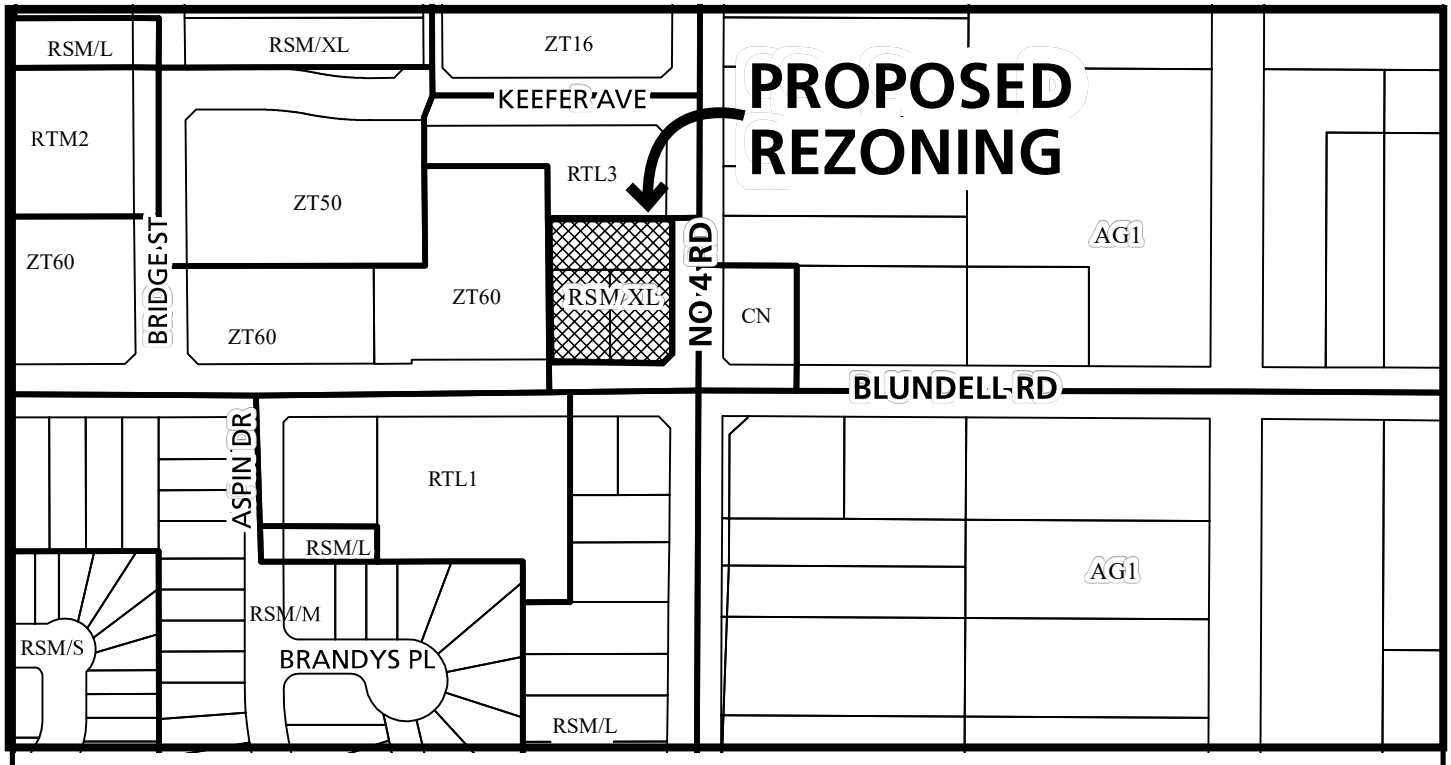 RSM/L
RSM/XL
ZT16
PROPOSED
REZONING
KEEFER AVE
RTM2
RTL3
ZT50
AG1
BRIDGE ST
NO 4 RD
ZT60
ZT60
RSM/XL
CN
ZT60
BLUNDELL RD
ASPIN DR
RTL1
RSM/L
AG1
RSM/M
RSM/S
BRANDYS PL
RSM/L